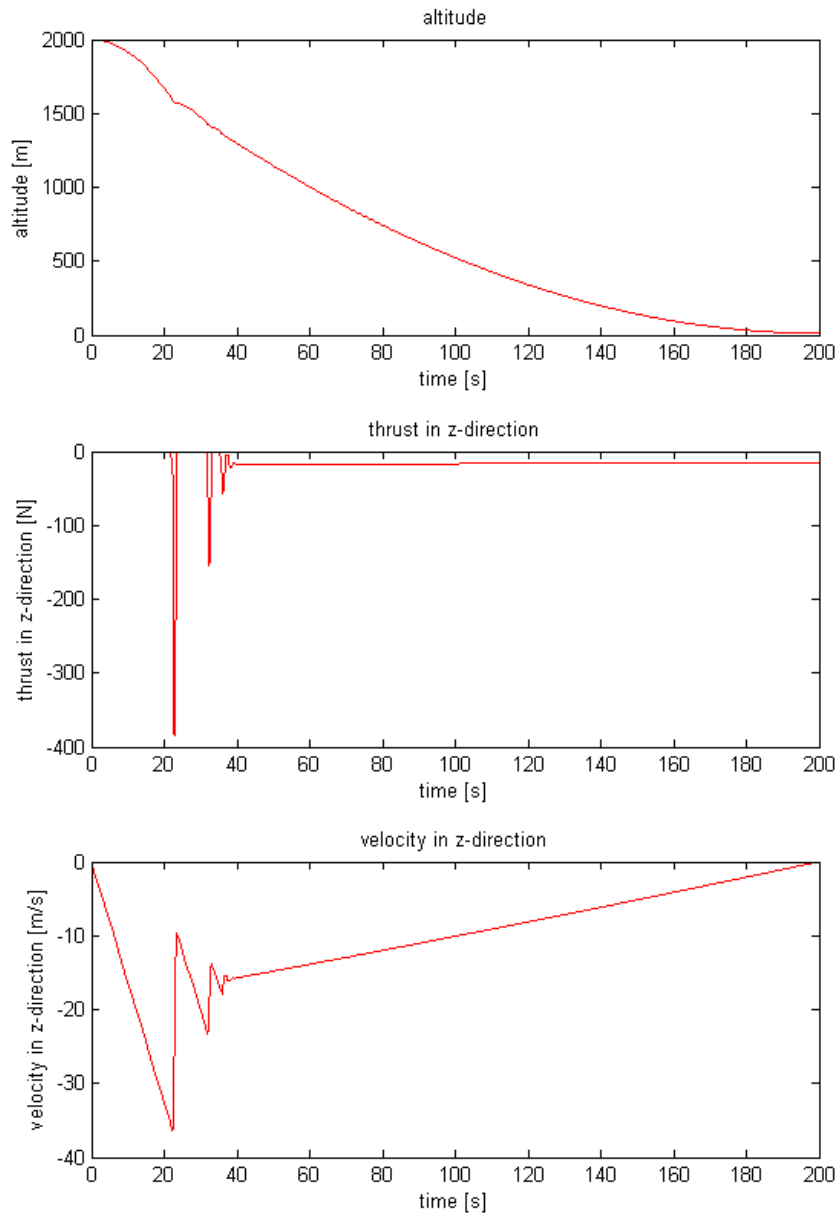 altitude
2000
1500
1000
500
0
altitude [m]
0 20 40 60 80 100 120 140 160 180 200
time [s]
thrust in z-direction
0
-100
-200
-300
-400
thrust in z-direction [N]
0 20 40 60 80 100 120 140 160 180 200
time [s]
velocity in z-direction
0
-10
-20
-30
-40
velocity in z-direction [m/s]
0 20 40 60 80 100 120 140 160 180 200
time [s]